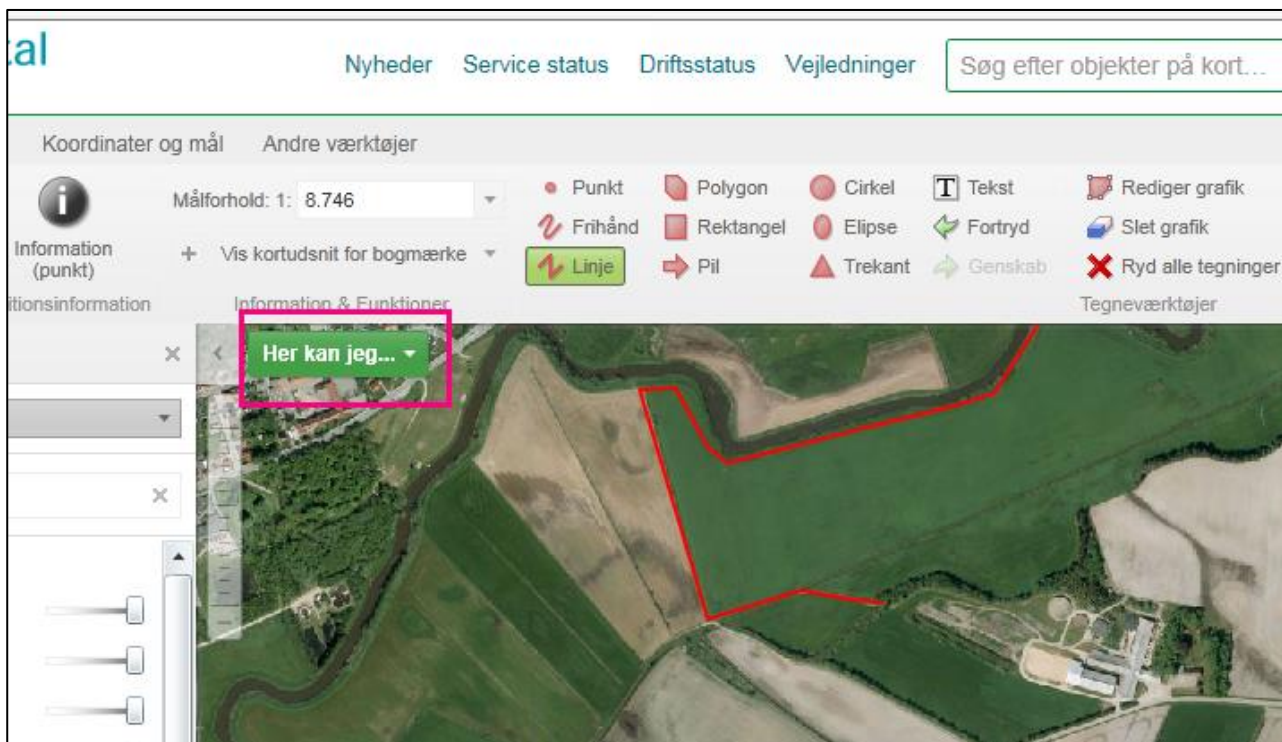 tal
Nyheder Service status Driftsstatus Vejledninger Søg efter objekter på kort...
Koordinater og mål Andre værktøjer
Målforhold: 1: 8.746 Punkt Polygon Cirkel T Tekst Rediger grafik
Information
(punkt)
Vis kortudsnit for bogmærke Frihånd Rektangel Elipse Fortryd Slet grafik
Linje Pil Trekant Genskab Ryd alle tegninger
itionsinformation Information & Funktioner Tegneværktøjer
Her kan jeg...